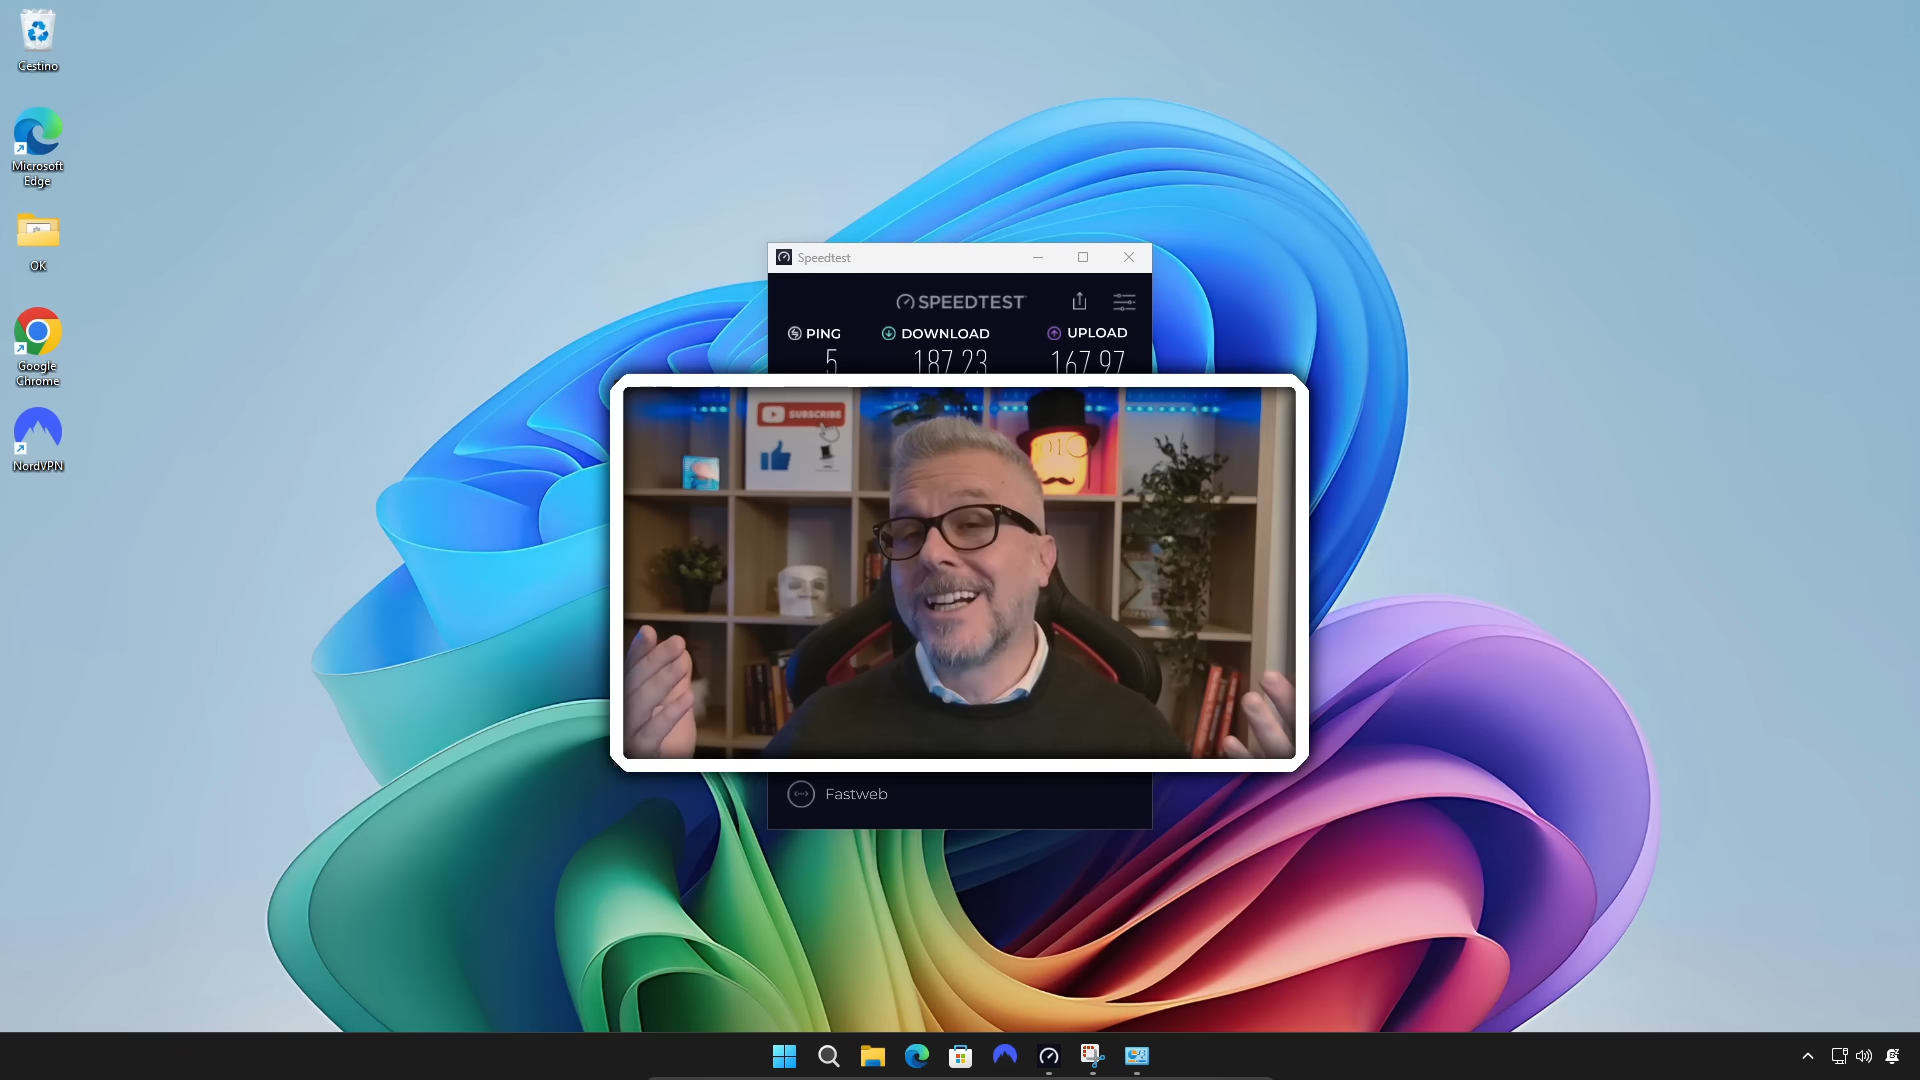 Cestino
Microsoft
Edge
OK
Google
Chrome
NordVPN
Speedtest
SPEEDTEST
PING
DOWNLOAD
UPLOAD
5
187.23
167.97
SUBSCRIBE
Fastweb